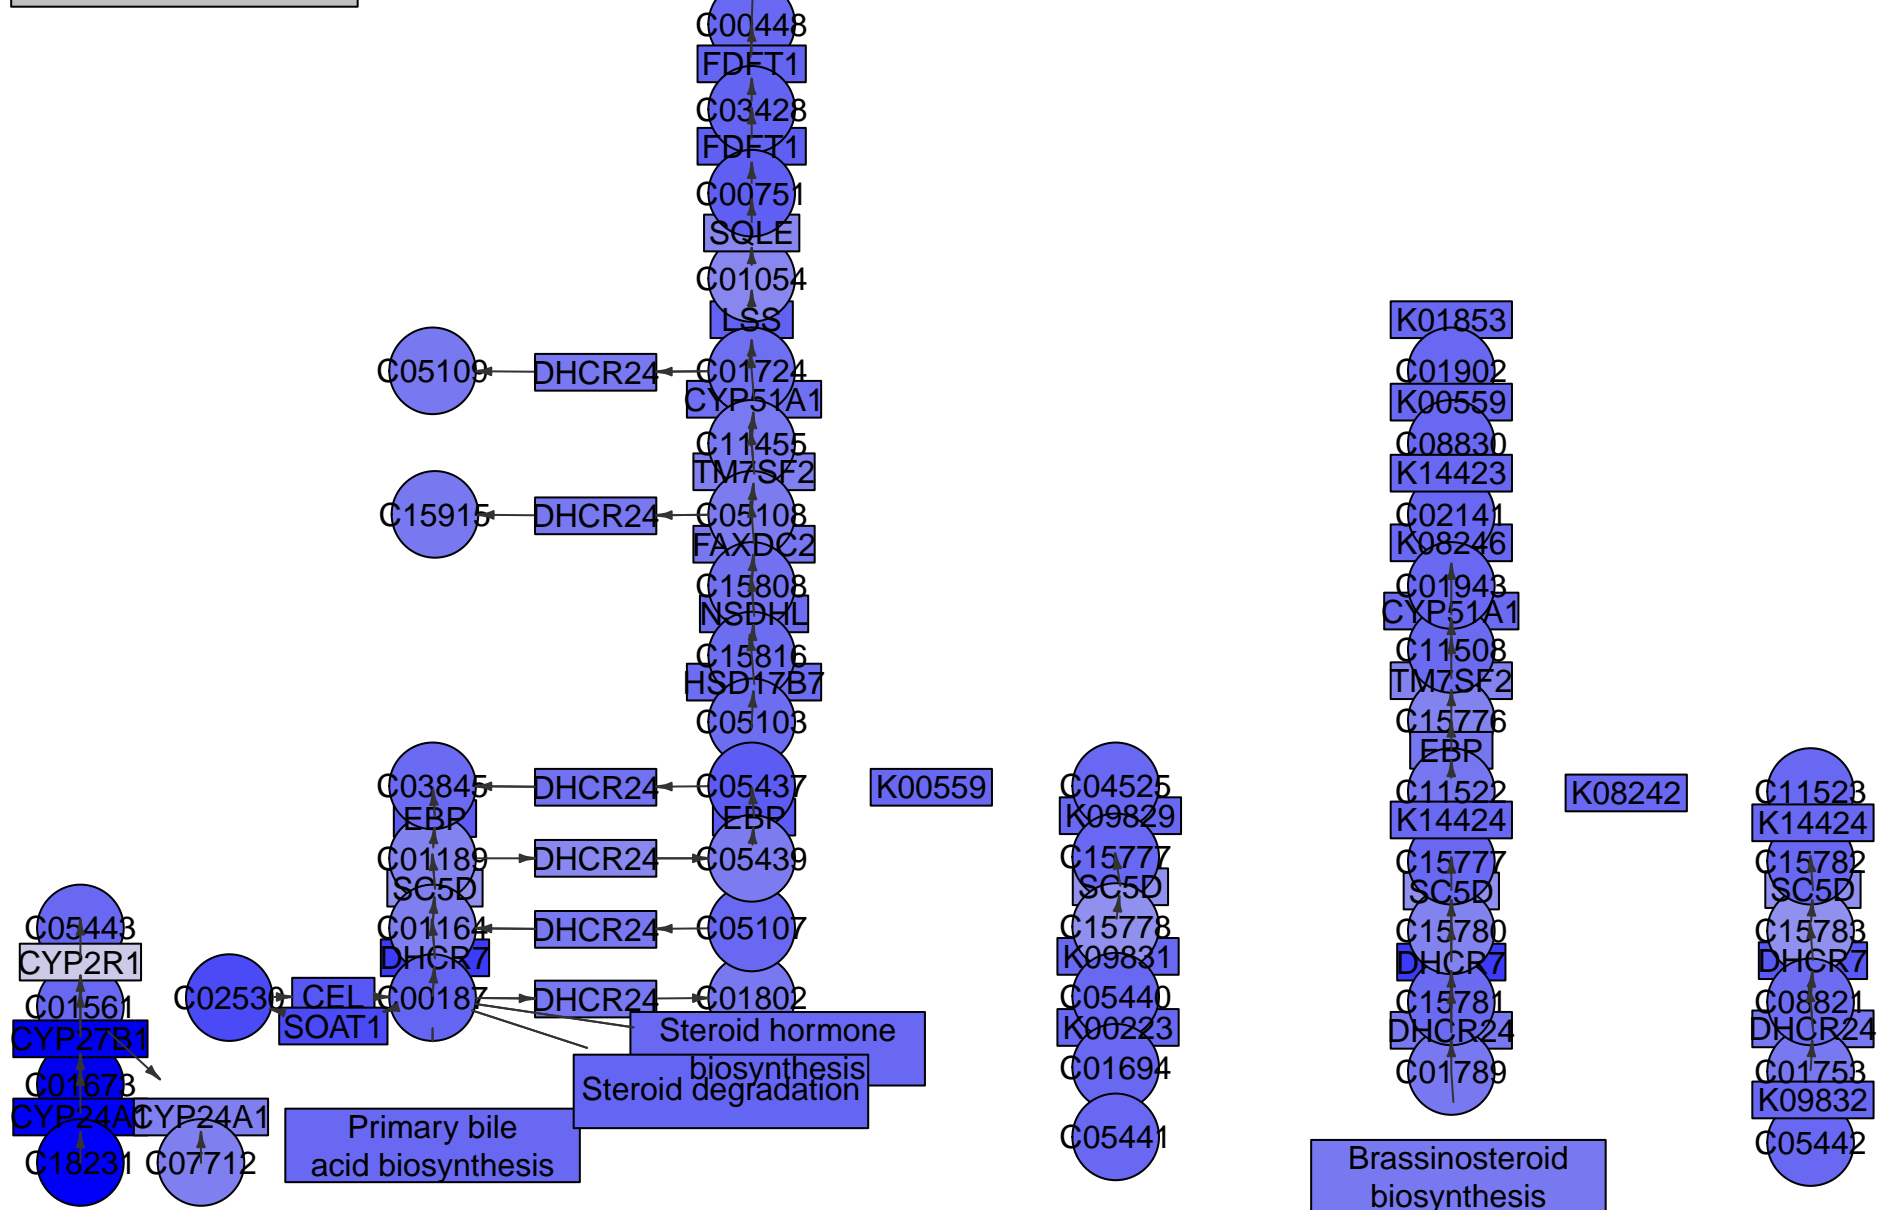 C00448
FDFT1
C03428
FDFT1
C00751
SQLE
C01054
LSS
C05109
DHCR24
C01724
CYP51A1
C11455
TM7SF2
C15915
DHCR24
C05108
FAXDC2
C15808
NSDHL
C15816
HSD17B7
C05103
C03845
DHCR24
C05437
EBP
EBP
C01189
DHCR24
C05439
SC5D
C01164
DHCR24
C05107
DHCR7
C02530
CEL
SOAT1
C00187
DHCR24
C01802
Steroid hormone
biosynthesis
Steroid degradation
Primary bile
acid biosynthesis
C05443
CYP2R1
C01561
CYP27B1
C01673
CYP24A1
CYP24A1
C18231
C07712
K00559
C04525
K09829
C15777
SC5D
C15778
K09831
C05440
K00223
C01694
C05441
K01853
C01902
K00559
C08830
K14423
C02141
K08246
C01943
CYP51A1
C11508
TM7SF2
C15776
EBP
C11522
K14424
C15777
SC5D
C15780
DHCR7
C15781
DHCR24
C01789
Brassinosteroid
biosynthesis
K08242
C11523
K14424
C15782
SC5D
C15783
DHCR7
C08821
DHCR24
C01753
K09832
C05442